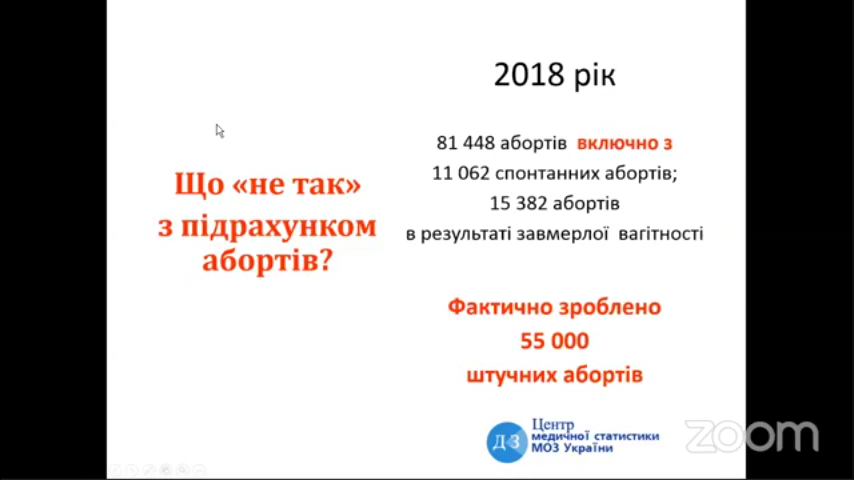 Що «не так»
з підрахунком
абортів?
2018 рік
81 448 абортів включно з
11 062 спонтанних абортів;
15 382 абортів
в результаті завмерлої вагітності
Фактично зроблено
55 000
штучних абортів
ДЗ
Центр
медичної статистики
МОЗ України
zoom